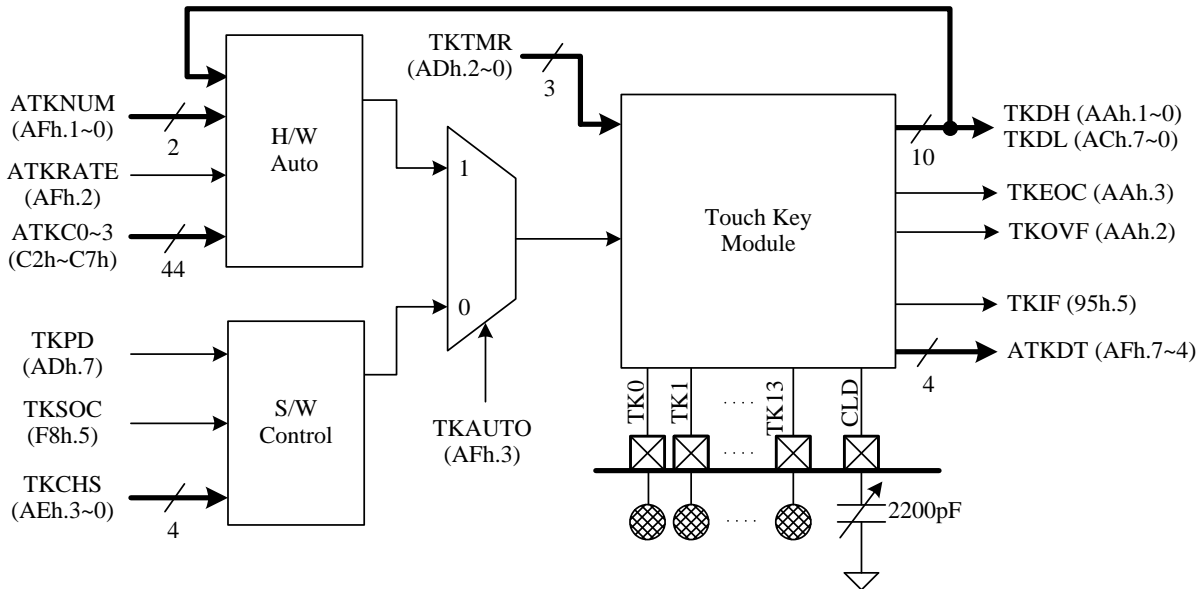 TKTMR
(ADh.2~0)
3
ATKNUM
(AFh.1~0)
2
ATKRATE
(AFh.2)
ATKC0~3
(C2h~C7h)
44
H/W
Auto
1
0
TKPD
(ADh.7)
TKSOC
(F8h.5)
TKCHS
(AEh.3~0)
4
S/W
Control
TKAUTO
(AFh.3)
Touch Key
Module
10
TKDH (AAh.1~0)
TKDL (ACh.7~0)
TKEOC (AAh.3)
TKOVF (AAh.2)
TKIF (95h.5)
ATKDT (AFh.7~4)
4
TK0
TK1
TK13
CLD
2200pF